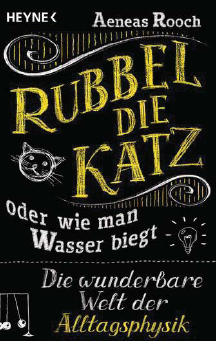 HEYNE
Aeneas Rooch
RUBBEL
DIE
KATZ
Oder wie man
Wasser biegt
Die wunderbare
Welt der
Alltagsphysik